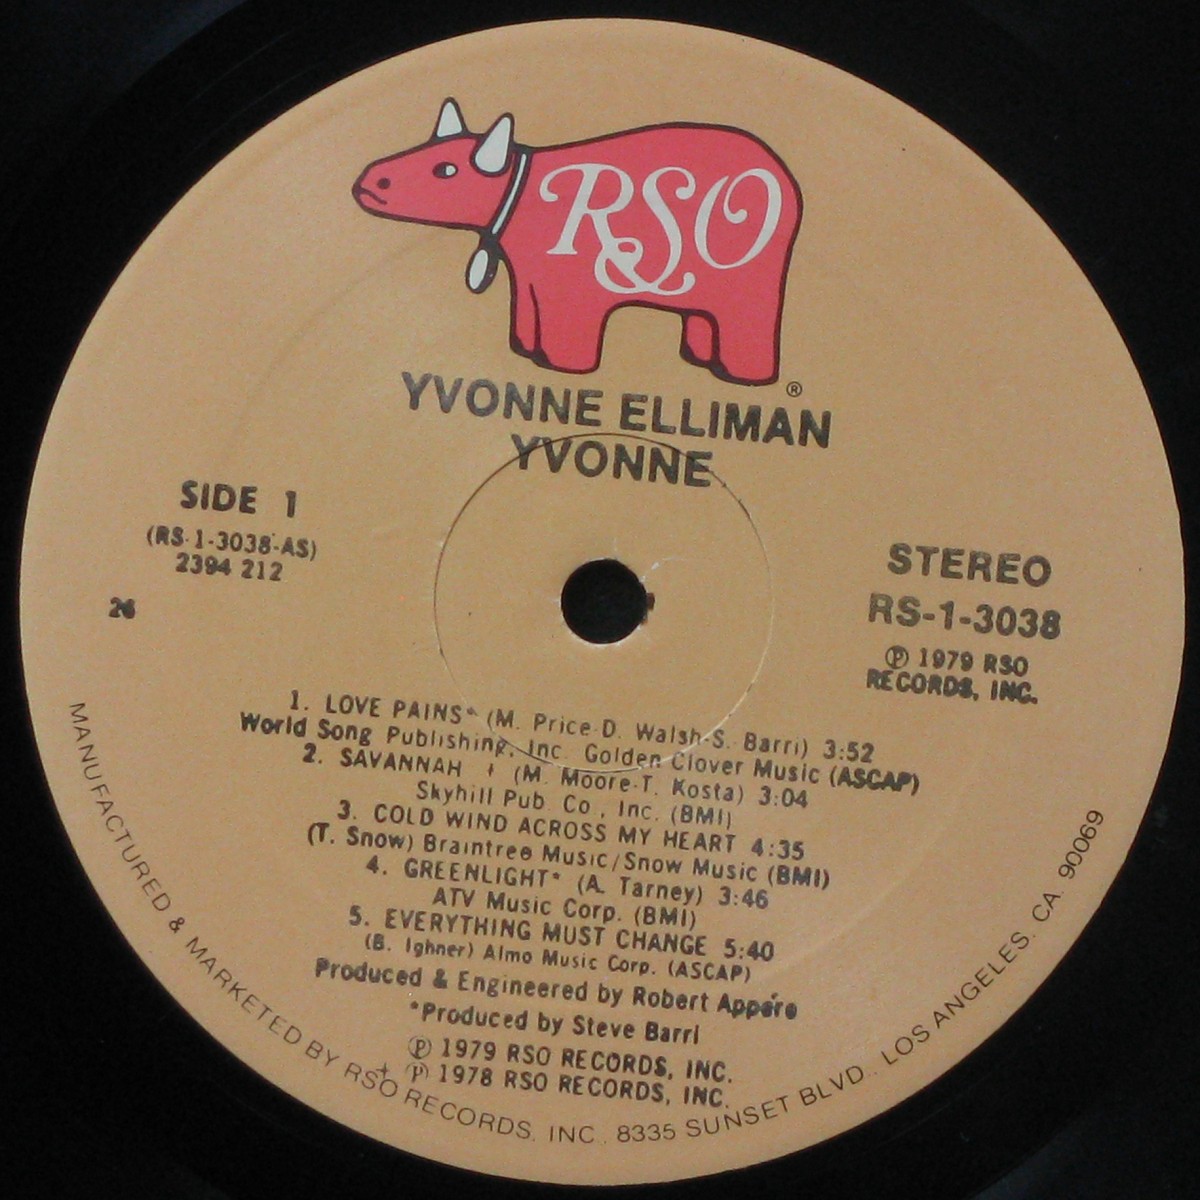 RSO
®
YVONNE ELLIMAN
YVONNE
SIDE 1
(RS-1-3038-AS)
2394 212
26
STEREO
RS-1-3038
℗ 1979 RSO
RECORDS, INC.
1. LOVE PAINS* (M. Price-D. Walsh-S. Barri) 3:52
World Song Publishing, Inc. Golden Clover Music (ASCAP)
2. SAVANNAH + (M. Moore-T. Kosta) 3:04
Skyhill Pub. Co., Inc. (BMI)
3. COLD WIND ACROSS MY HEART 4:35
(T. Snow) Braintree Music/Snow Music (BMI)
4. GREENLIGHT* (A. Tarney) 3:46
ATV Music Corp. (BMI)
5. EVERYTHING MUST CHANGE 5:40
(B. Ighner) Almo Music Corp. (ASCAP)
Produced & Engineered by Robert Appére
*Produced by Steve Barri
℗ 1979 RSO RECORDS, INC.
+ ℗ 1978 RSO RECORDS, INC.
MANUFACTURED & MARKETED BY RSO RECORDS, INC., 8335 SUNSET BLVD., LOS ANGELES, CA. 90069